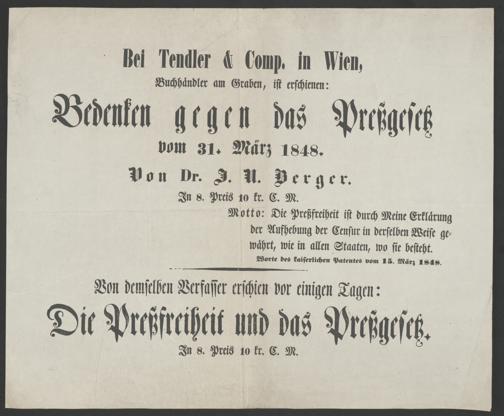 Bei Tendler & Comp. in Wien,
Buchhändler am Graben, ist erschienen:
Bedenken gegen das Preßgesetz
vom 31. März 1848.
Von Dr. J. N. Berger.
In 8. Preis 10 kr. C. M.
Motto: Die Preßfreiheit ist durch Meine Erklärung
der Aufhebung der Censur in derselben Weise ge-
währt, wie in allen Staaten, wo sie besteht.
Worte des kaiserlichen Patentes vom 15. März 1848.
Von demselben Verfasser erschien vor einigen Tagen:
Die Preßfreiheit und das Preßgesetz.
In 8. Preis 10 kr. C. M.